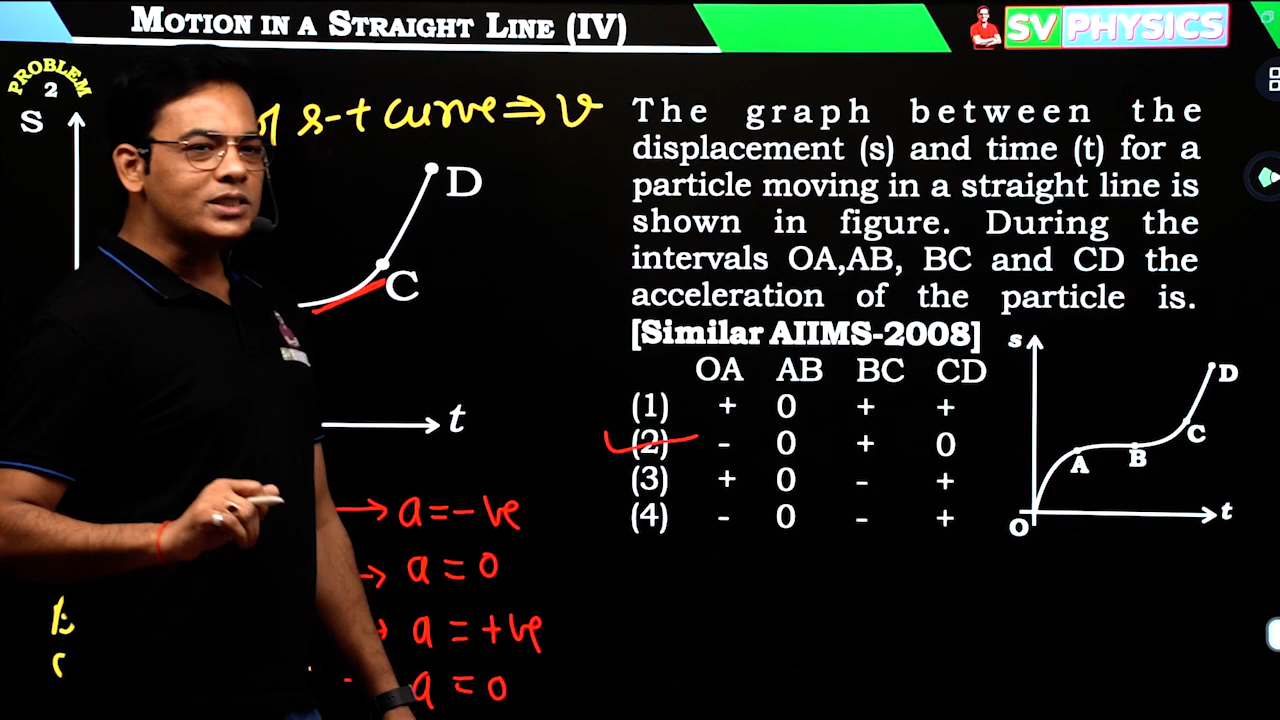 MOTION IN A STRAIGHT LINE (IV)
SV PHYSICS
PROBLEM
2
S
s-t curve ⇒ v
D
C
t
→ a = -ve
→ a = 0
a = +ve
a = 0
The graph between the
displacement (s) and time (t) for a
particle moving in a straight line is
shown in figure. During the
intervals OA,AB, BC and CD the
acceleration of the particle is.
[Similar AIIMS-2008]
OA AB BC CD
(1) + 0 + +
(2) - 0 + 0
(3) + 0 - +
(4) - 0 - +
s
D
C
B
A
O
t